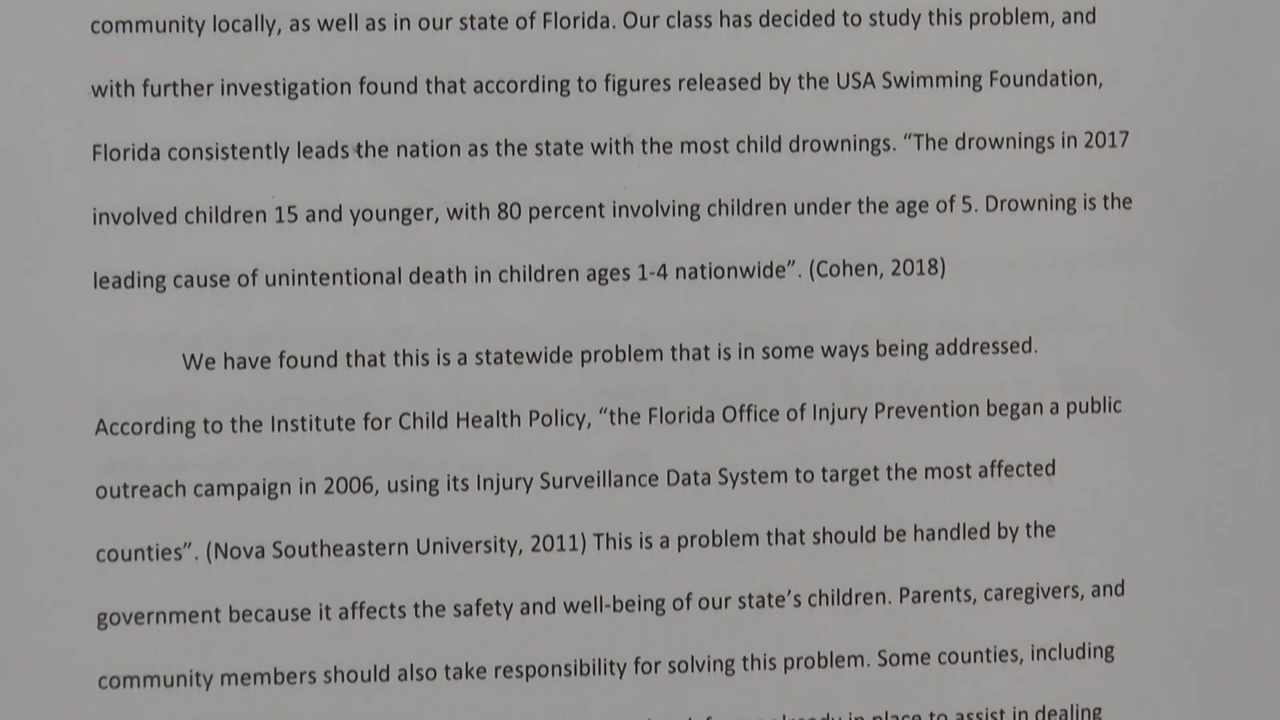 community locally, as well as in our state of Florida. Our class has decided to study this problem, and
with further investigation found that according to figures released by the USA Swimming Foundation,
Florida consistently leads the nation as the state with the most child drownings. “The drownings in 2017
involved children 15 and younger, with 80 percent involving children under the age of 5. Drowning is the
leading cause of unintentional death in children ages 1-4 nationwide”. (Cohen, 2018)
We have found that this is a statewide problem that is in some ways being addressed.
According to the Institute for Child Health Policy, “the Florida Office of Injury Prevention began a public
outreach campaign in 2006, using its Injury Surveillance Data System to target the most affected
counties”. (Nova Southeastern University, 2011) This is a problem that should be handled by the
government because it affects the safety and well-being of our state’s children. Parents, caregivers, and
community members should also take responsibility for solving this problem. Some counties, including
already in place to assist in dealing